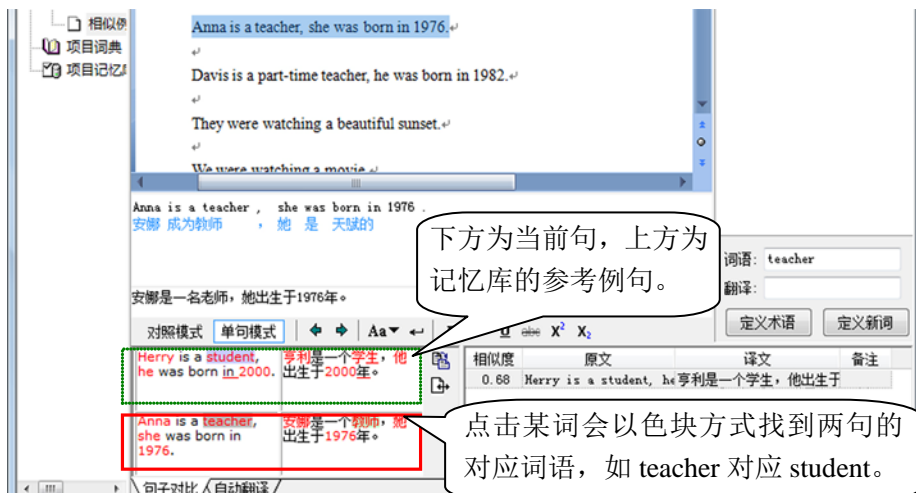 相似例
项目词典
项目记忆
Anna is a teacher, she was born in 1976.
Davis is a part-time teacher, he was born in 1982.
They were watching a beautiful sunset.
We were watching a movie.
Anna is a teacher , she was born in 1976 .
安娜 成为教师 , 她 是 天赋的
下方为当前句，上方为
记忆库的参考例句。
词语: teacher
翻译:
安娜是一名老师，她出生于1976年。
定义术语 定义新词
对照模式 单句模式 Aa U abc X² X₂
Herry is a student, he was born in 2000.
亨利是一个学生，他出生于2000年。
相似度 原文 译文 备注
0.68 Herry is a student, he 亨利是一个学生，他出生于
Anna is a teacher, she was born in 1976.
安娜是一个教师，她出生于1976年。
点击某词会以色块方式找到两句的
对应词语，如 teacher 对应 student。
句子对比 自动翻译